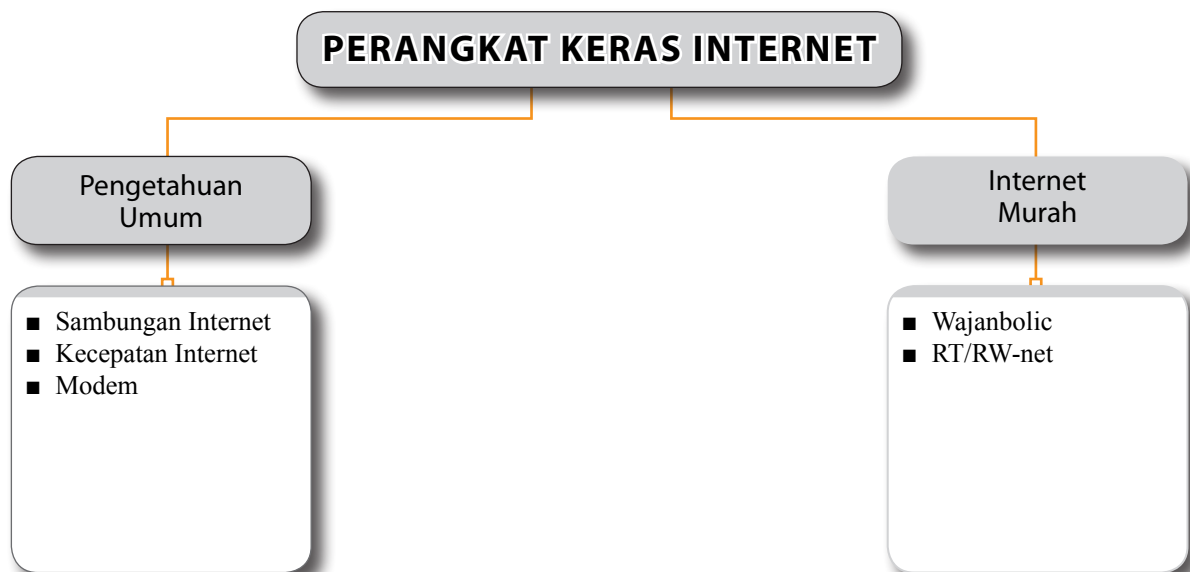 PERANGKAT KERAS INTERNET
Pengetahuan
Umum
■ Sambungan Internet
■ Kecepatan Internet
■ Modem
Internet
Murah
■ Wajanbolic
■ RT/RW-net